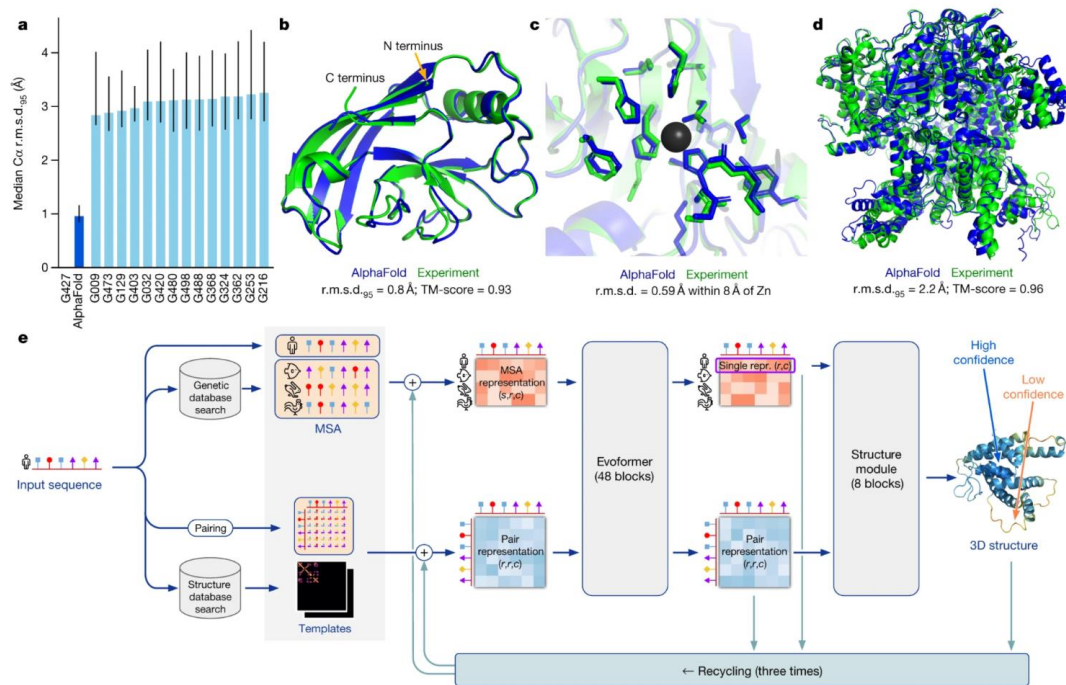 a
Median Cα r.m.s.d.95 (Å)
4
3
2
1
0
G427
AlphaFold
G009
G473
G129
G403
G032
G420
G480
G498
G488
G368
G324
G362
G253
G216
b
N terminus
C terminus
AlphaFold Experiment
r.m.s.d.95 = 0.8 Å; TM-score = 0.93
c
AlphaFold Experiment
r.m.s.d. = 0.59 Å within 8 Å of Zn
d
AlphaFold Experiment
r.m.s.d.95 = 2.2 Å; TM-score = 0.96
e
Input sequence
Genetic
database
search
MSA
Pairing
Structure
database
search
Templates
+
+
MSA
representation
(s,r,c)
Pair
representation
(r,r,c)
Evoformer
(48 blocks)
Single repr. (r,c)
Pair
representation
(r,r,c)
Structure
module
(8 blocks)
High
confidence
Low
confidence
3D structure
← Recycling (three times)